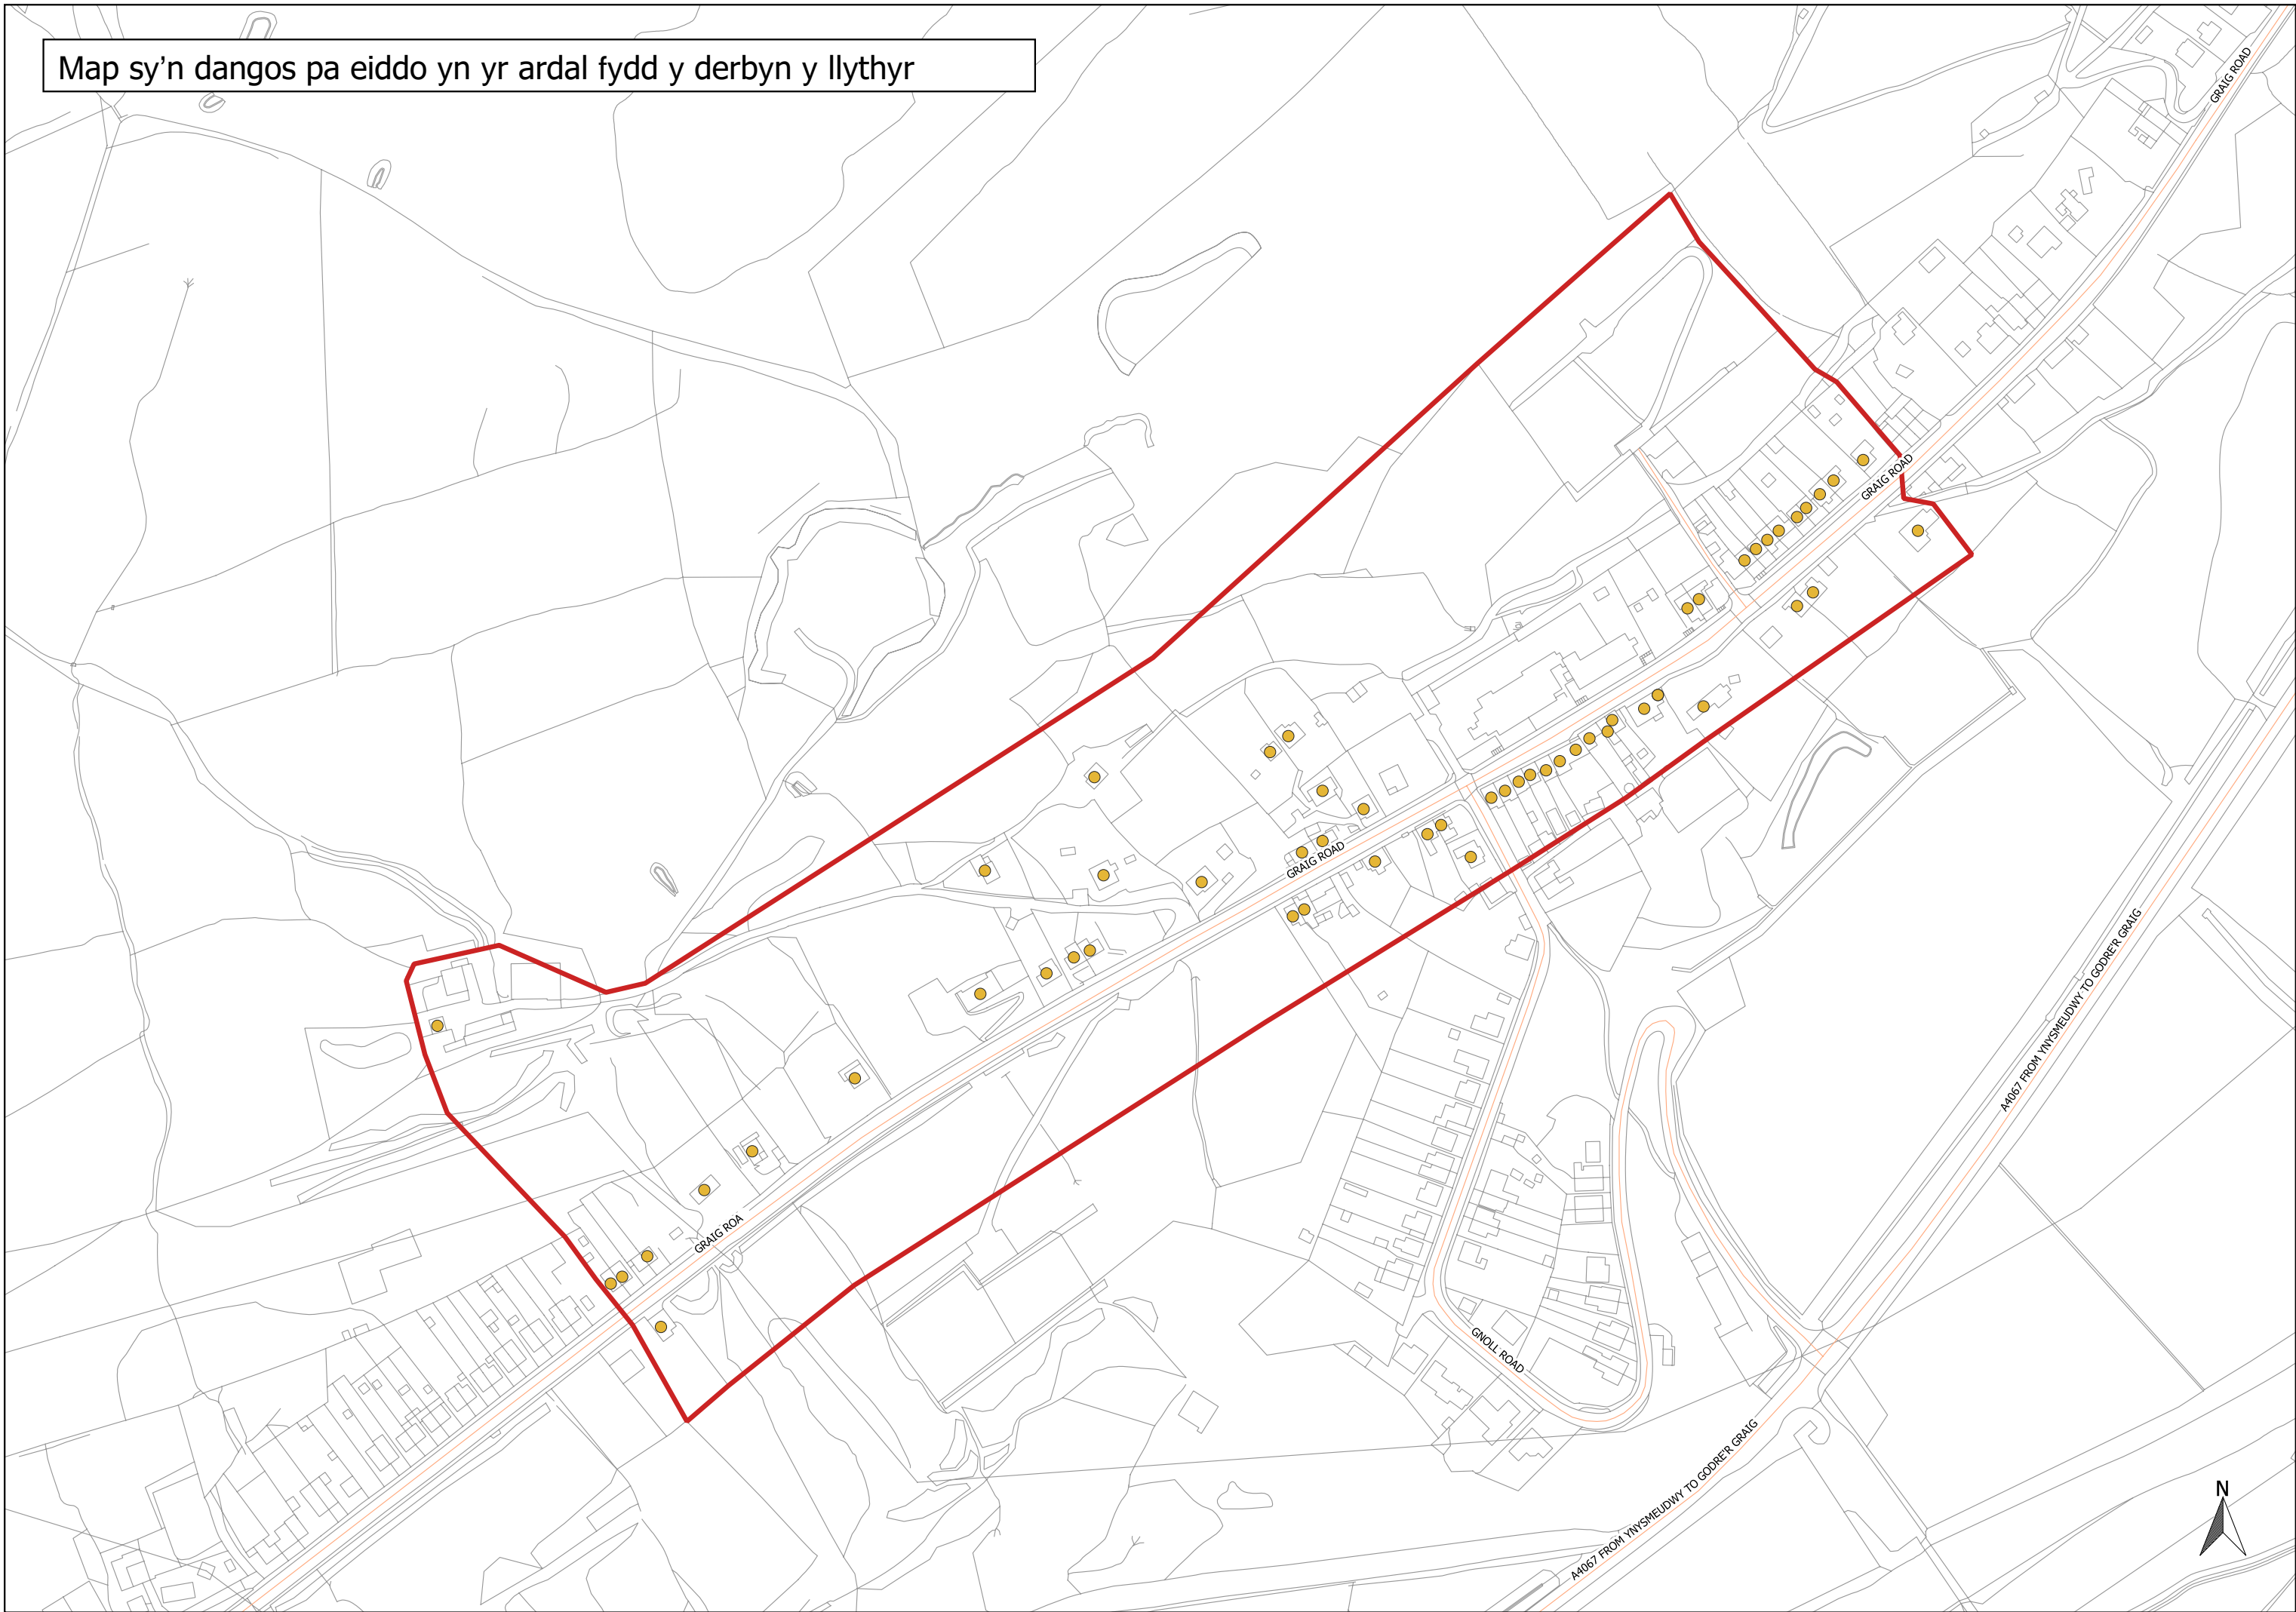 Map sy'n dangos pa eiddo yn yr ardal fydd y derbyn y llythyr
GRAIG ROAD
GRAIG ROAD
GRAIG ROAD
A4067 FROM YNYSMEUDWY TO GODRE'R GRAIG
GRAIG ROA
GNOLL ROAD
A4067 FROM YNYSMEUDWY TO GODRE'R GRAIG
N